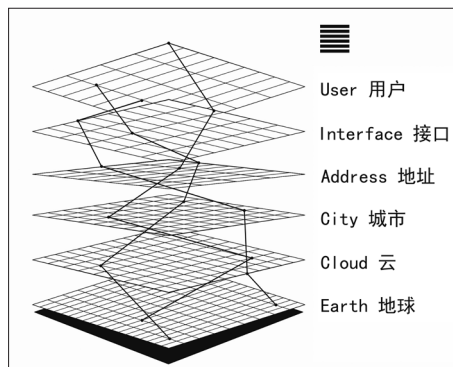 User 用户
Interface 接口
Address 地址
City 城市
Cloud 云
Earth 地球